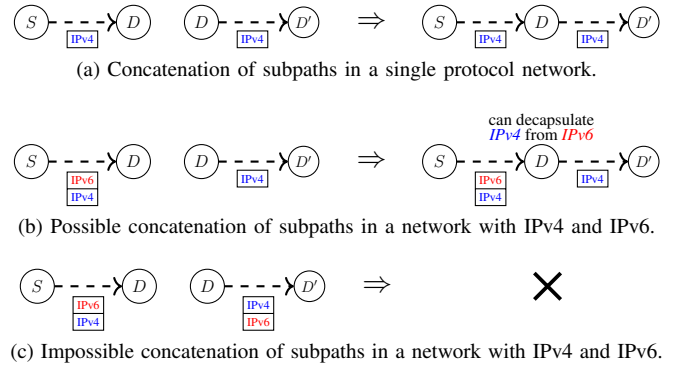 S D D D' ⇒ S D D'
IPv4 IPv4 IPv4 IPv4
(a) Concatenation of subpaths in a single protocol network.
can decapsulate
IPv4 from IPv6
S D D D' ⇒ S D D'
IPv6 IPv4 IPv6 IPv4
IPv4 IPv4
(b) Possible concatenation of subpaths in a network with IPv4 and IPv6.
S D D D' ⇒
IPv6 IPv4
IPv4 IPv6
(c) Impossible concatenation of subpaths in a network with IPv4 and IPv6.